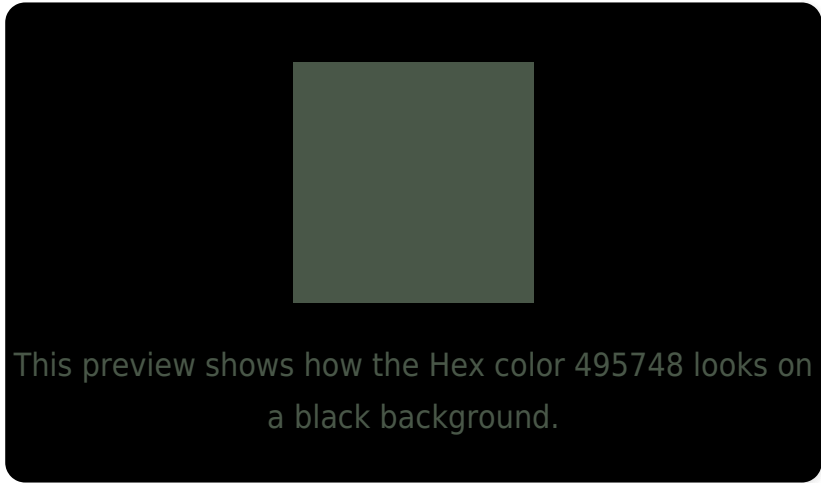 This preview shows how the Hex color 495748 looks on
a black background.